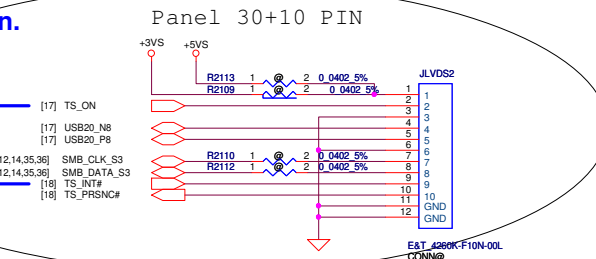 n.
Panel 30+10 PIN
+3VS +5VS
JLVDS2
R2113 1 @ 2 0_0402_5%
R2109 1 @ 2 0_0402_5%
1 1
[17] TS_ON 2 2
3 3
[17] USB20_N8 4 4
[17] USB20_P8 5 5
6 6
12,14,35,36] SMB_CLK_S3 R2110 1 @ 2 0_0402_5% 7 7
12,14,35,36] SMB_DATA_S3 R2112 1 @ 2 0_0402_5% 8 8
[18] TS_INT# 9 9
[18] TS_PRSNC# 10 10
11 GND
12 GND
E&T_4260K-F10N-00L
CONN@